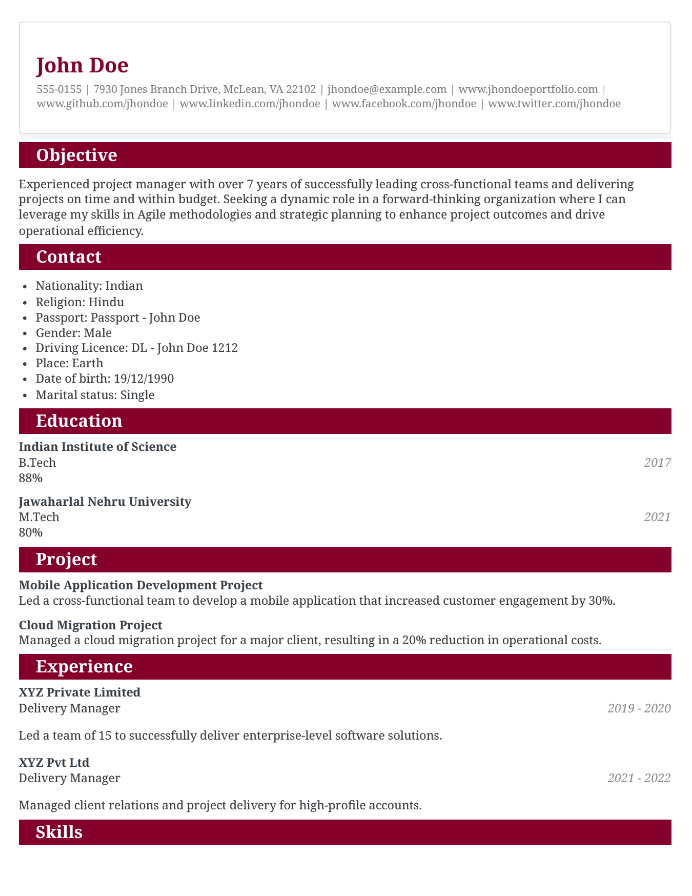 John Doe
555-0155 | 7930 Jones Branch Drive, McLean, VA 22102 | jhondoe@example.com | www.jhondoeportfolio.com |
www.github.com/jhondoe | www.linkedin.com/jhondoe | www.facebook.com/jhondoe | www.twitter.com/jhondoe
Objective
Experienced project manager with over 7 years of successfully leading cross-functional teams and delivering
projects on time and within budget. Seeking a dynamic role in a forward-thinking organization where I can
leverage my skills in Agile methodologies and strategic planning to enhance project outcomes and drive
operational efficiency.
Contact
• Nationality: Indian
• Religion: Hindu
• Passport: Passport - John Doe
• Gender: Male
• Driving Licence: DL - John Doe 1212
• Place: Earth
• Date of birth: 19/12/1990
• Marital status: Single
Education
Indian Institute of Science
B.Tech 2017
88%
Jawaharlal Nehru University
M.Tech 2021
80%
Project
Mobile Application Development Project
Led a cross-functional team to develop a mobile application that increased customer engagement by 30%.
Cloud Migration Project
Managed a cloud migration project for a major client, resulting in a 20% reduction in operational costs.
Experience
XYZ Private Limited
Delivery Manager 2019 - 2020
Led a team of 15 to successfully deliver enterprise-level software solutions.
XYZ Pvt Ltd
Delivery Manager 2021 - 2022
Managed client relations and project delivery for high-profile accounts.
Skills